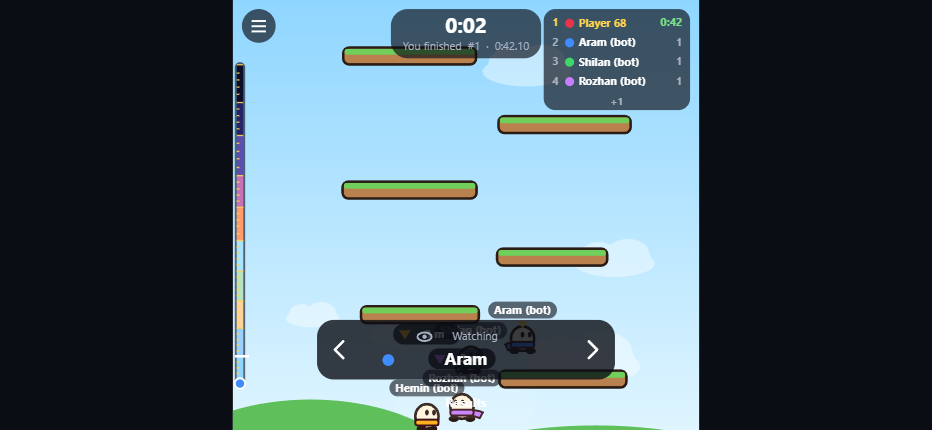 0:02
You finished #1 · 0:42.10
1 Player 68 0:42
2 Aram (bot) 1
3 Shilan (bot) 1
4 Rozhan (bot) 1
+1
Aram (bot)
Watching
Aram
Rozhan (bot)
Hemin (bot)